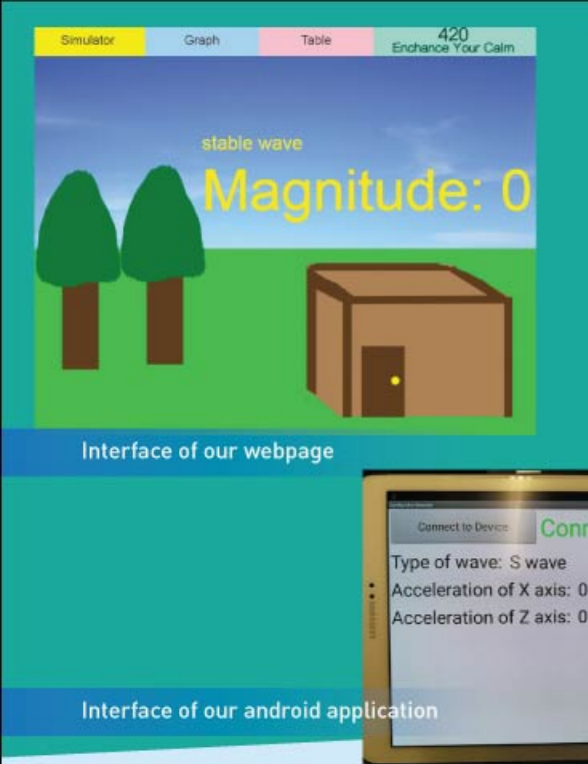 Simulator
Graph
Table
420
Enchance Your Calm
stable wave
Magnitude: 0
Interface of our webpage
Connect to Device
Conn
Type of wave: S wave
Acceleration of X axis: 0
Acceleration of Z axis: 0
Interface of our android application